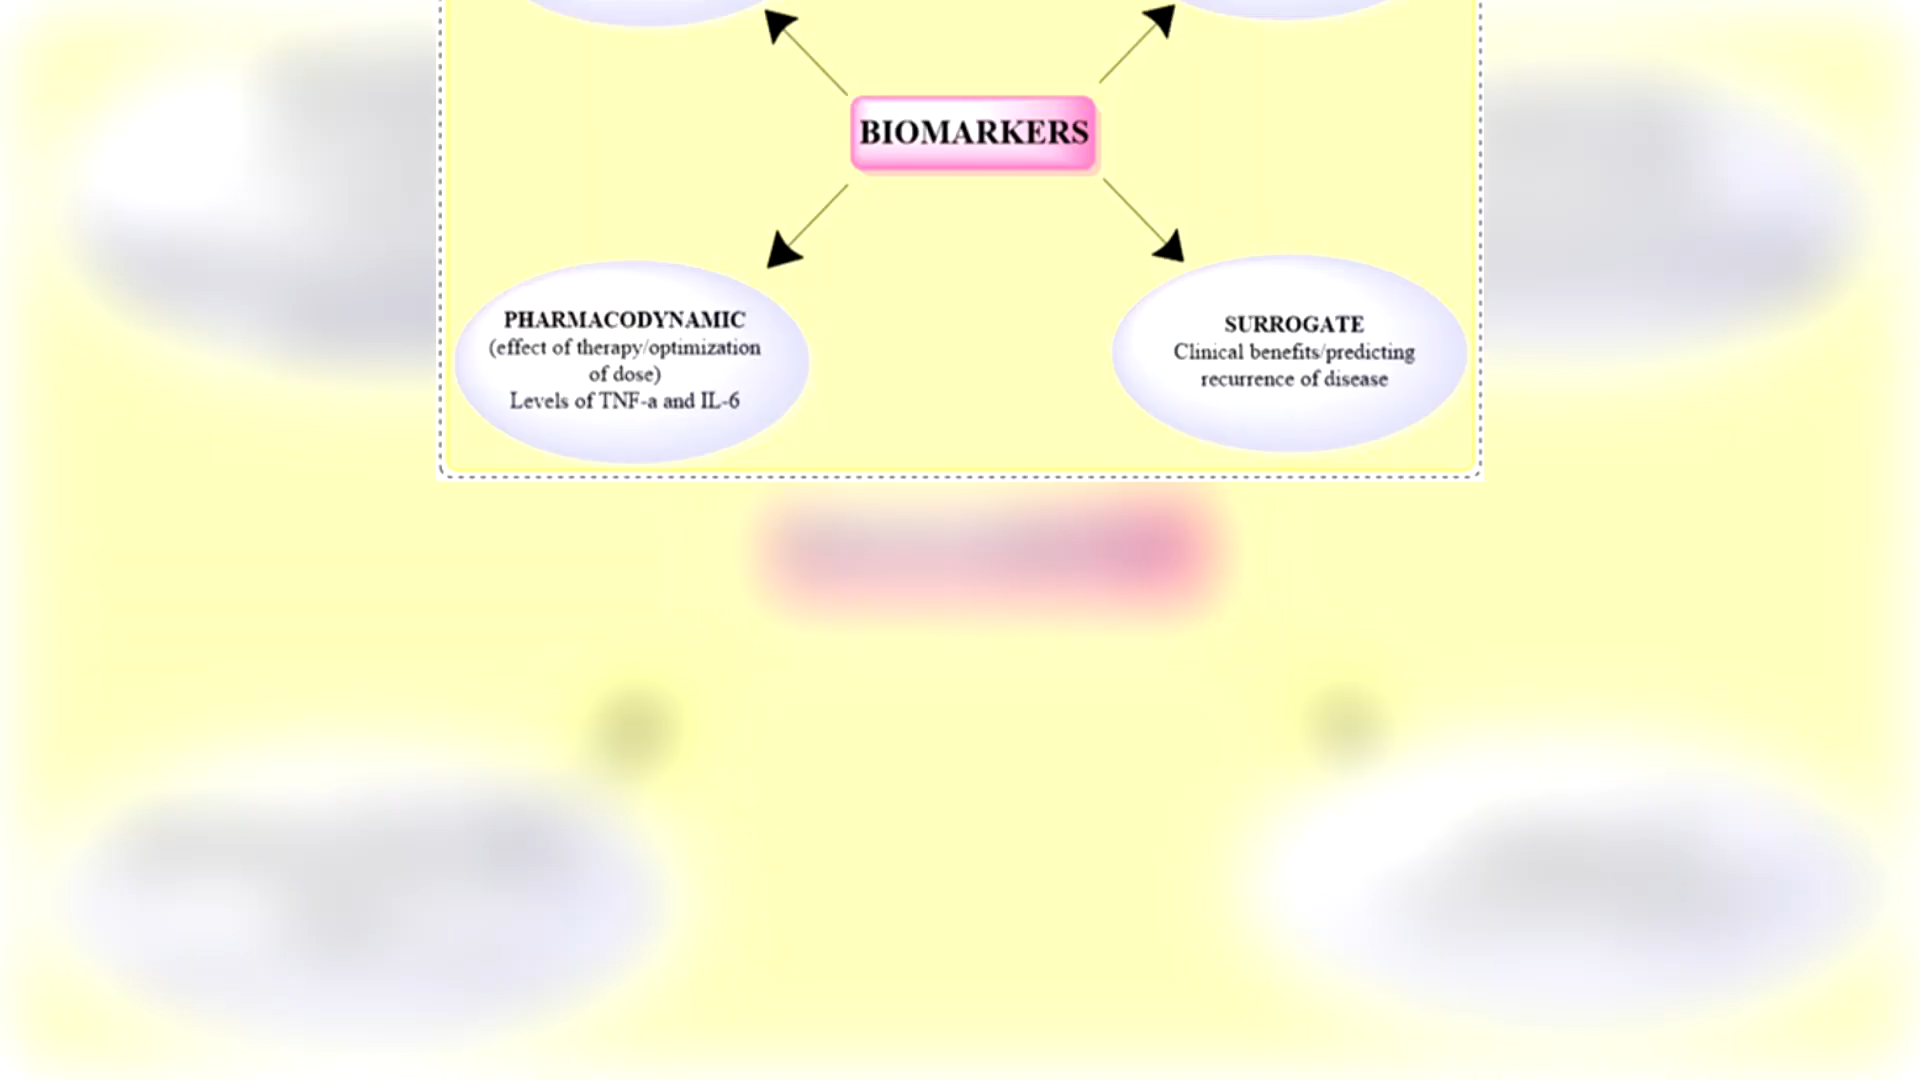 BIOMARKERS
PHARMACODYNAMIC
(effect of therapy/optimization
of dose)
Levels of TNF-a and IL-6
SURROGATE
Clinical benefits/predicting
recurrence of disease